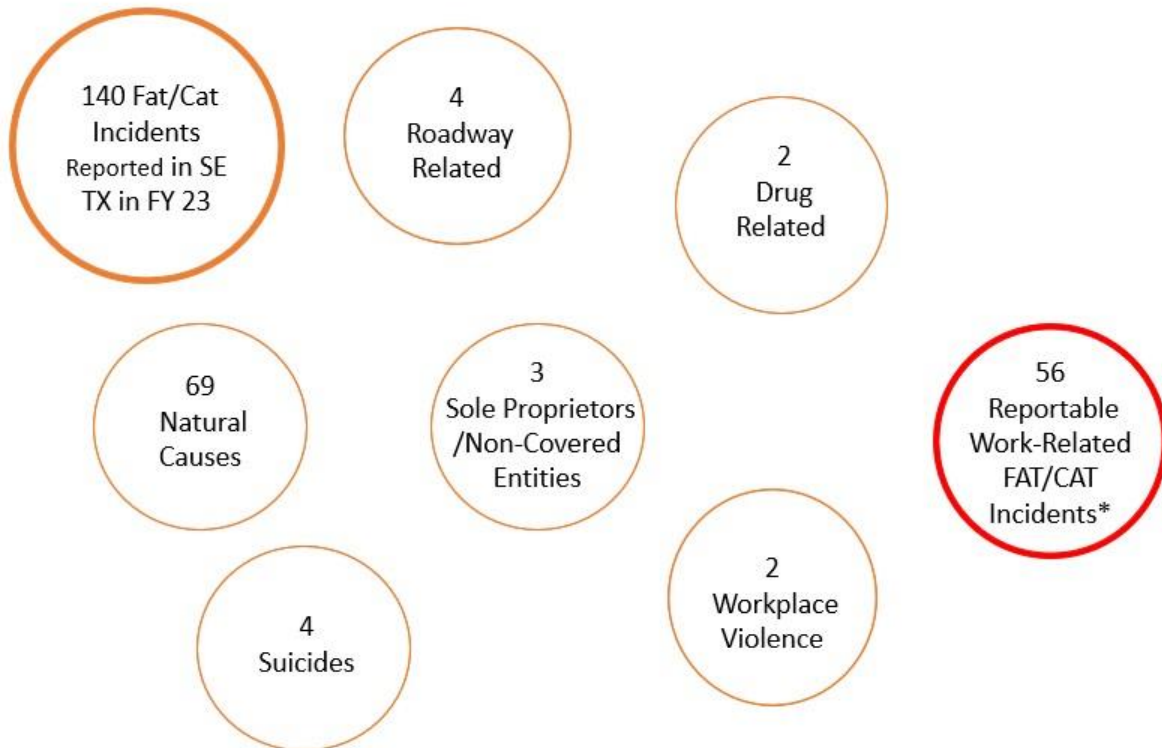 140 Fat/Cat
Incidents
Reported in SE
TX in FY 23
4
Roadway
Related
2
Drug
Related
69
Natural
Causes
3
Sole Proprietors
/Non-Covered
Entities
56
Reportable
Work-Related
FAT/CAT
Incidents*
4
Suicides
2
Workplace
Violence